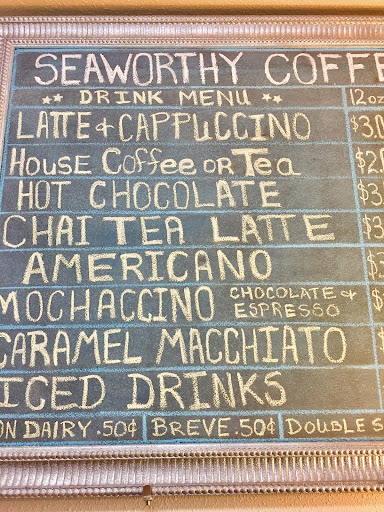 SEAWORTHY COFFE
DRINK MENU 12oz
LATTE & CAPPUCCINO $3.0
HOUSE COFFEE OR TEA $2.
HOT CHOCOLATE $3
CHAI TEA LATTE $3
AMERICANO $
MOCHACCINO CHOCOLATE &
ESPRESSO
CARAMEL MACCHIATO
ICED DRINKS
ON DAIRY .50¢ BREVE .50¢ DOUBLE S